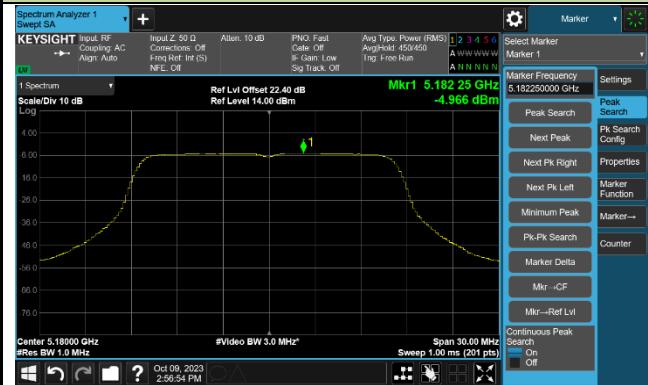 Spectrum Analyzer 1
Swept SA
Marker
KEYSIGHT
Input: RF
Coupling: AC
Align: Auto
Input Z: 50 Ω
Corrections: Off
Freq Ref: Int (S)
NFE: Off
Atten: 10 dB
PNO: Fast
Gate: Off
IF Gain: Low
Sig Track: Off
Avg Type: Power (RMS)
Avg|Hold: 450/450
Trig: Free Run
1 2 3 4 5 6
A W W W W W
A N N N N N
LXI
1 Spectrum
Scale/Div 10 dB
Log
Ref Lvl Offset 22.40 dB
Ref Level 14.00 dBm
Mkr1 5.182 25 GHz
-4.966 dBm
4.00
-6.00
-16.0
-26.0
-36.0
-46.0
-56.0
-66.0
-76.0
1
Center 5.18000 GHz
#Res BW 1.0 MHz
#Video BW 3.0 MHz*
Span 30.00 MHz
Sweep 1.00 ms (201 pts)
Select Marker
Marker 1
Marker Frequency
5.182250000 GHz
Peak Search
Next Peak
Next Pk Right
Next Pk Left
Minimum Peak
Pk-Pk Search
Marker Delta
Mkr→CF
Mkr→Ref Lvl
Continuous Peak
Search
On
Off
Settings
Peak
Search
Pk Search
Config
Properties
Marker
Function
Marker→
Counter
Oct 09, 2023
2:56:54 PM